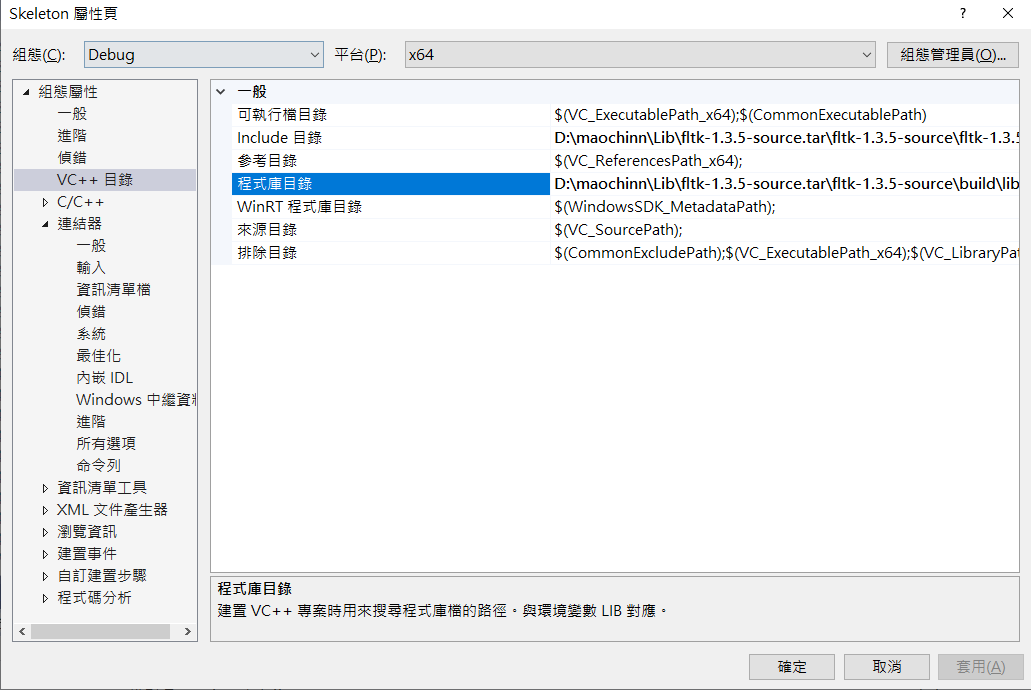 Skeleton 屬性頁
?
組態(C):
Debug
平台(P):
x64
組態管理員(O)...
組態屬性
一般
進階
偵錯
VC++ 目錄
C/C++
連結器
一般
輸入
資訊清單檔
偵錯
系統
最佳化
內嵌 IDL
Windows 中繼資
進階
所有選項
命令列
資訊清單工具
XML 文件產生器
瀏覽資訊
建置事件
自訂建置步驟
程式碼分析
一般
可執行檔目錄 $(VC_ExecutablePath_x64);$(CommonExecutablePath)
Include 目錄 D:\maochinn\Lib\fltk-1.3.5-source.tar\fltk-1.3.5-source\fltk-1.3.5
參考目錄 $(VC_ReferencesPath_x64);
程式庫目錄 D:\maochinn\Lib\fltk-1.3.5-source.tar\fltk-1.3.5-source\build\lib
WinRT 程式庫目錄 $(WindowsSDK_MetadataPath);
來源目錄 $(VC_SourcePath);
排除目錄 $(CommonExcludePath);$(VC_ExecutablePath_x64);$(VC_LibraryPat
程式庫目錄
建置 VC++ 專案時用來搜尋程式庫檔的路徑。與環境變數 LIB 對應。
確定
取消
套用(A)